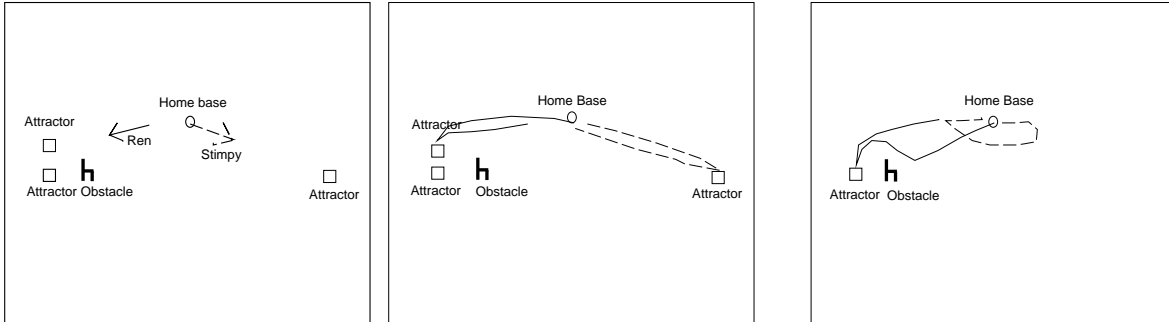 Home base
Attractor
Ren
Stimpy
Attractor Obstacle
Attractor
Home Base
Attractor
Attractor
Obstacle
Attractor
Home Base
Attractor
Obstacle